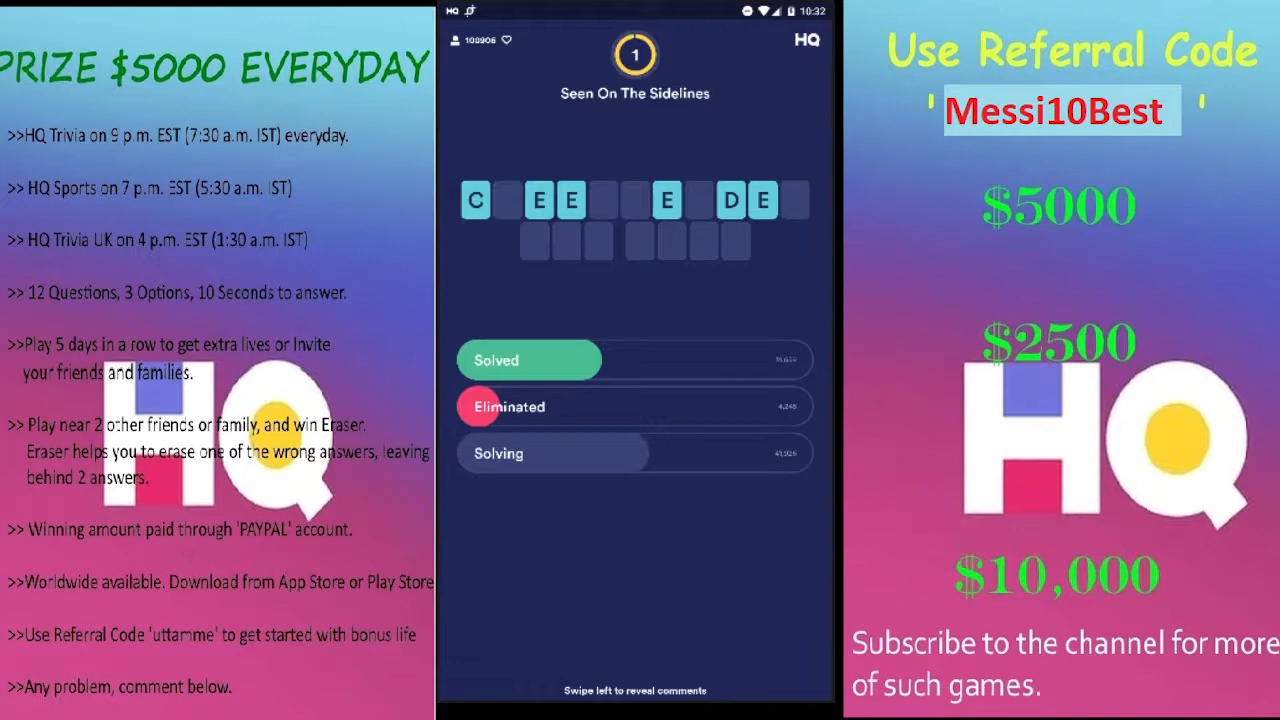 PRIZE $5000 EVERYDAY
>>HQ Trivia on 9 p.m. EST (7:30 a.m. IST) everyday.
>> HQ Sports on 7 p.m. EST (5:30 a.m. IST)
>> HQ Trivia UK on 4 p.m. EST (1:30 a.m. IST)
>> 12 Questions, 3 Options, 10 Seconds to answer.
>>Play 5 days in a row to get extra lives or Invite
your friends and families.
>> Play near 2 other friends or family, and win Eraser.
Eraser helps you to erase one of the wrong answers, leaving
behind 2 answers.
>> Winning amount paid through 'PAYPAL' account.
>>Worldwide available. Download from App Store or Play Store
>>Use Referral Code 'uttamme' to get started with bonus life
>>Any problem, comment below.
HQ
HQ 10:32
100906 HQ
1
Seen On The Sidelines
C E E E D E
Solved
Eliminated 4,248
Solving 41,926
Swipe left to reveal comments
Use Referral Code
' Messi10Best '
$5000
$2500
HQ
$10,000
Subscribe to the channel for more
of such games.